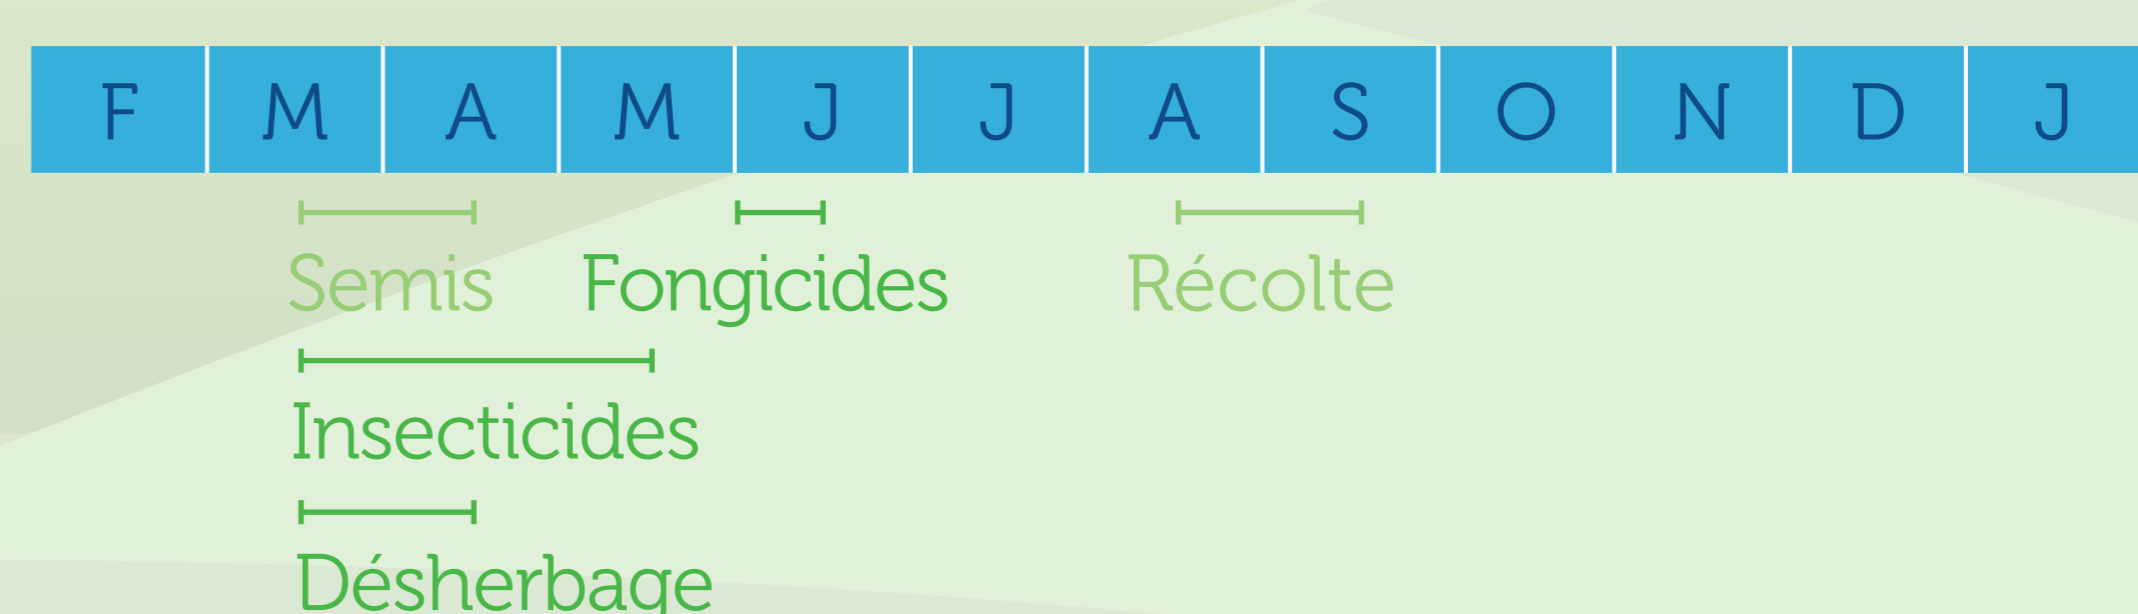 F M A M J J A S O N D J
Semis Fongicides Récolte
Insecticides
Désherbage